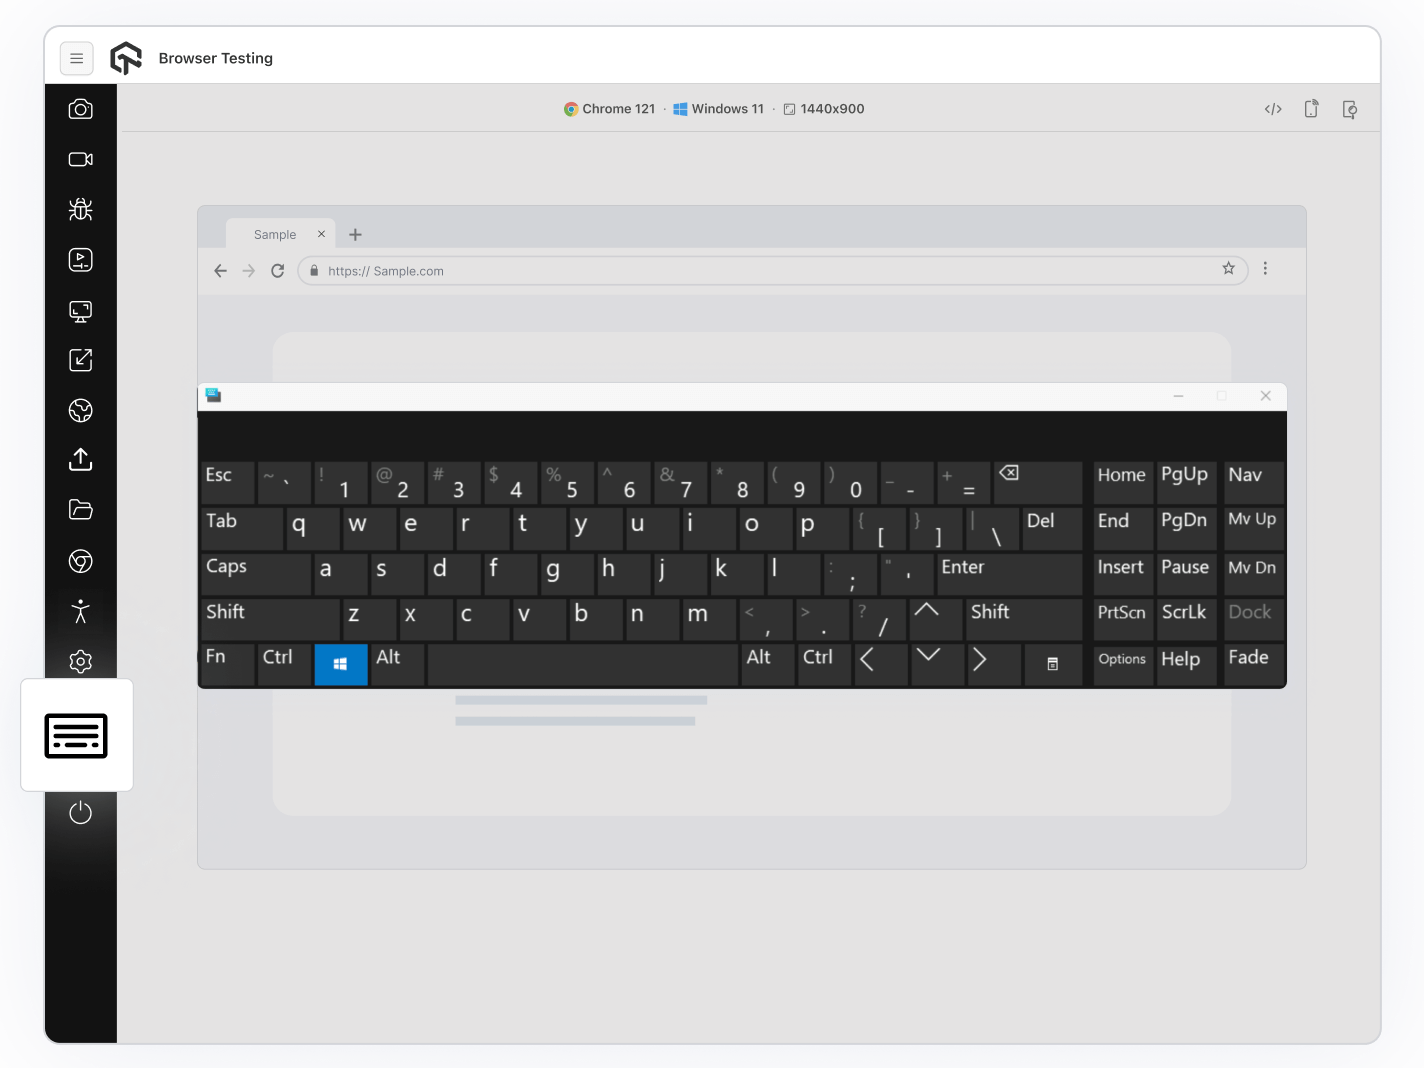 Browser Testing
Chrome 121 · Windows 11 · 1440x900
</>
Sample × +
https:// Sample.com
Esc ~ ` ! 1 @ 2 # 3 $ 4 % 5 ^ 6 & 7 * 8 ( 9 ) 0 _ - + = Home PgUp Nav
Tab q w e r t y u i o p { [ } ] | \ Del End PgDn Mv Up
Caps a s d f g h j k l : ; " ' Enter Insert Pause Mv Dn
Shift z x c v b n m < , > . ? / Shift PrtScn ScrLk Dock
Fn Ctrl Alt Alt Ctrl Options Help Fade